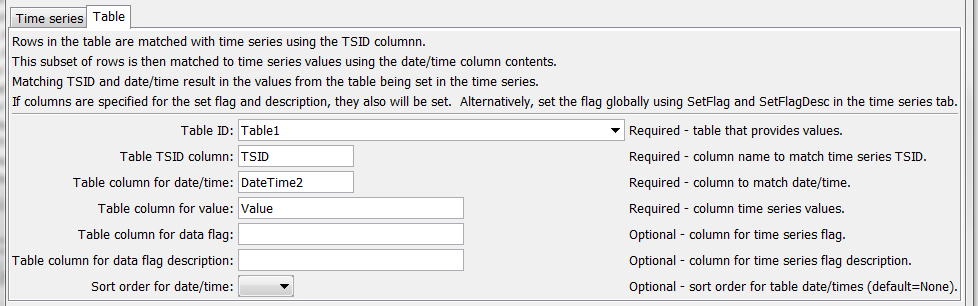 Time series Table
Rows in the table are matched with time series using the TSID columnn.
This subset of rows is then matched to time series values using the date/time column contents.
Matching TSID and date/time result in the values from the table being set in the time series.
If columns are specified for the set flag and description, they also will be set.  Alternatively, set the flag globally using SetFlag and SetFlagDesc in the time series tab.
Table ID: Table1 Required - table that provides values.
Table TSID column: TSID Required - column name to match time series TSID.
Table column for date/time: DateTime2 Required - column to match date/time.
Table column for value: Value Required - column time series values.
Table column for data flag: Optional - column for time series flag.
Table column for data flag description: Optional - column for time series flag description.
Sort order for date/time: Optional - sort order for table date/times (default=None).